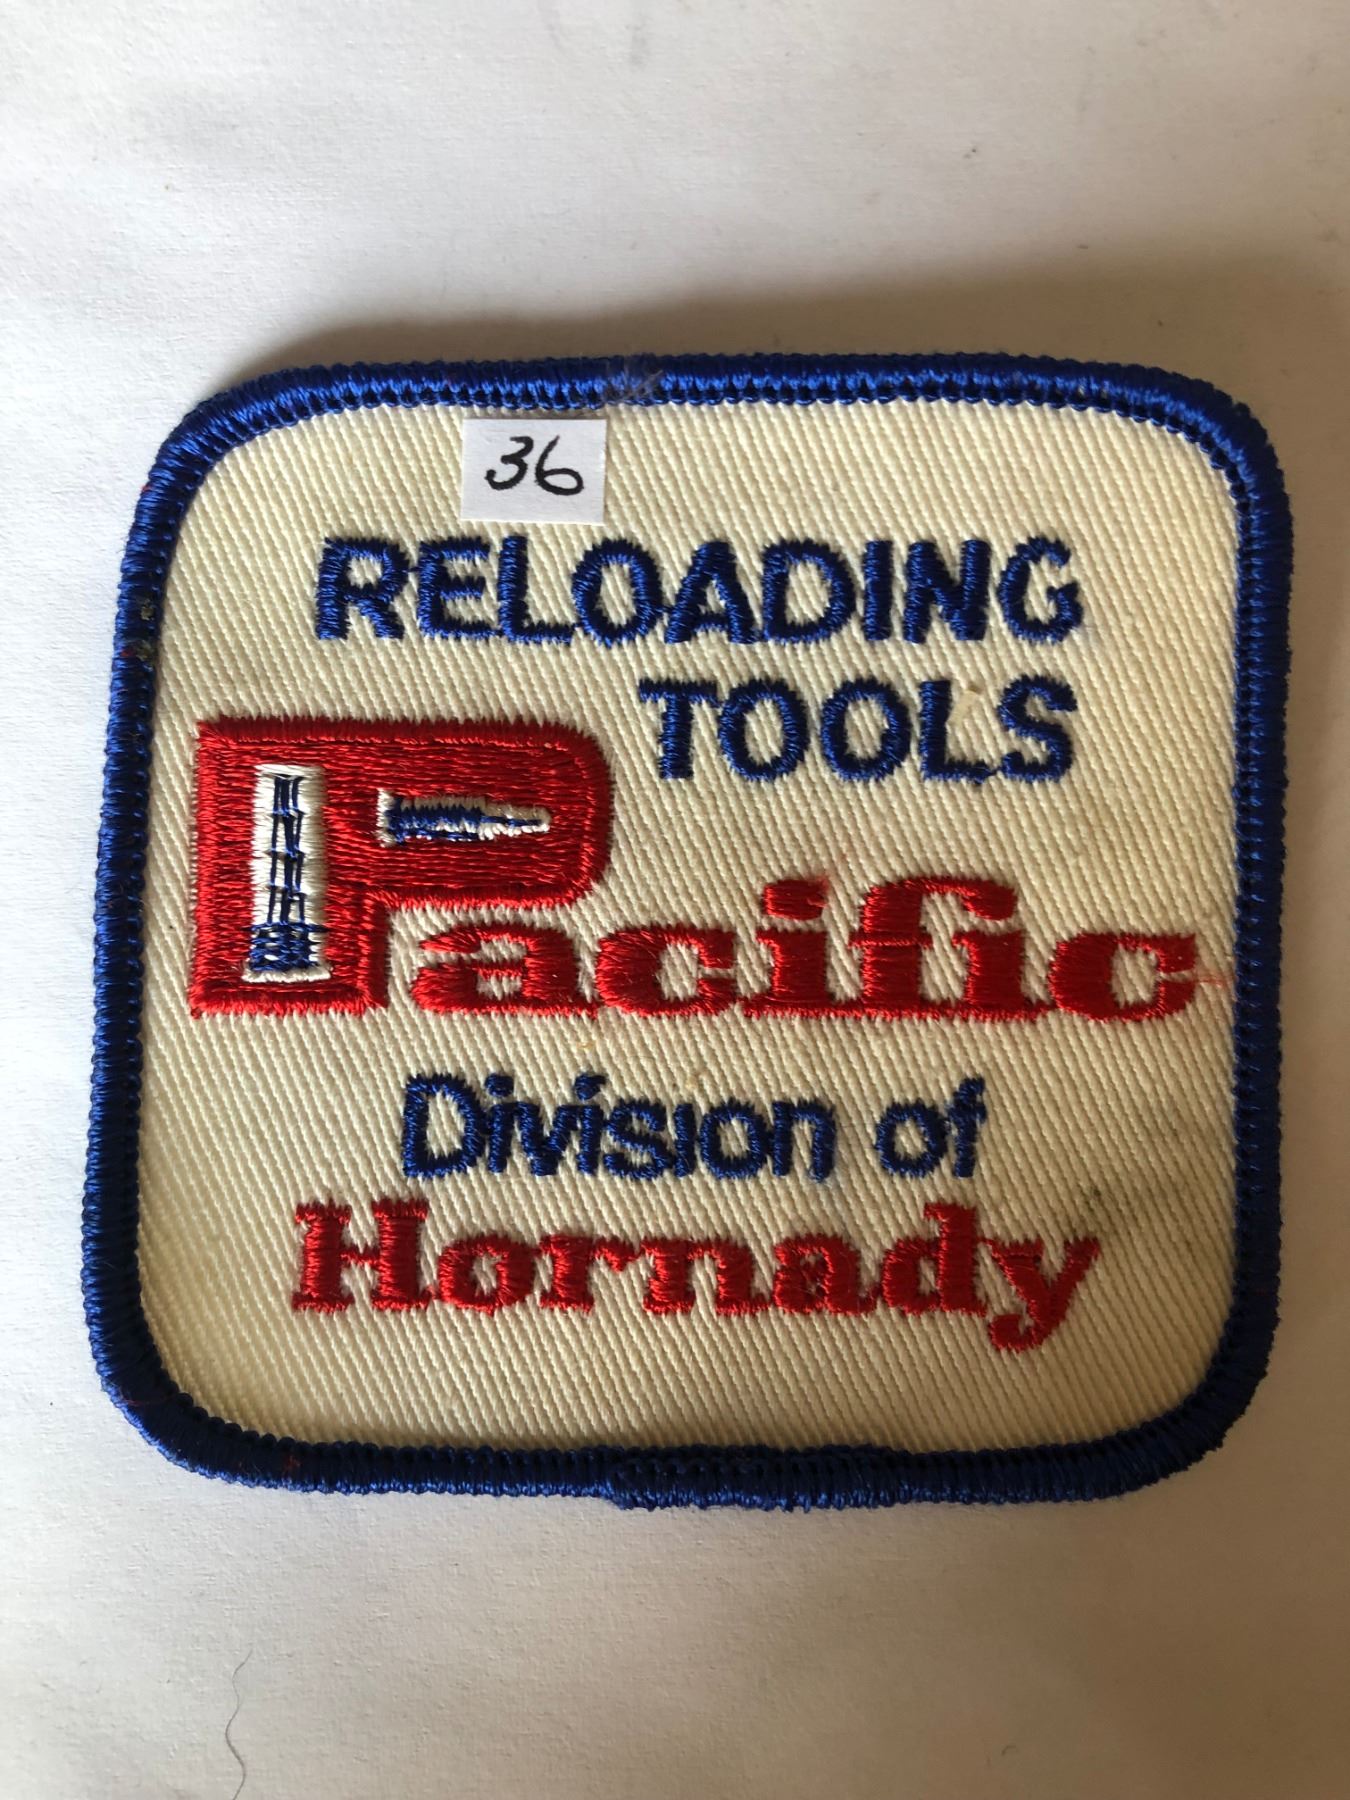 36
RELOADING
TOOLS
Pacific
Division of
Hornady